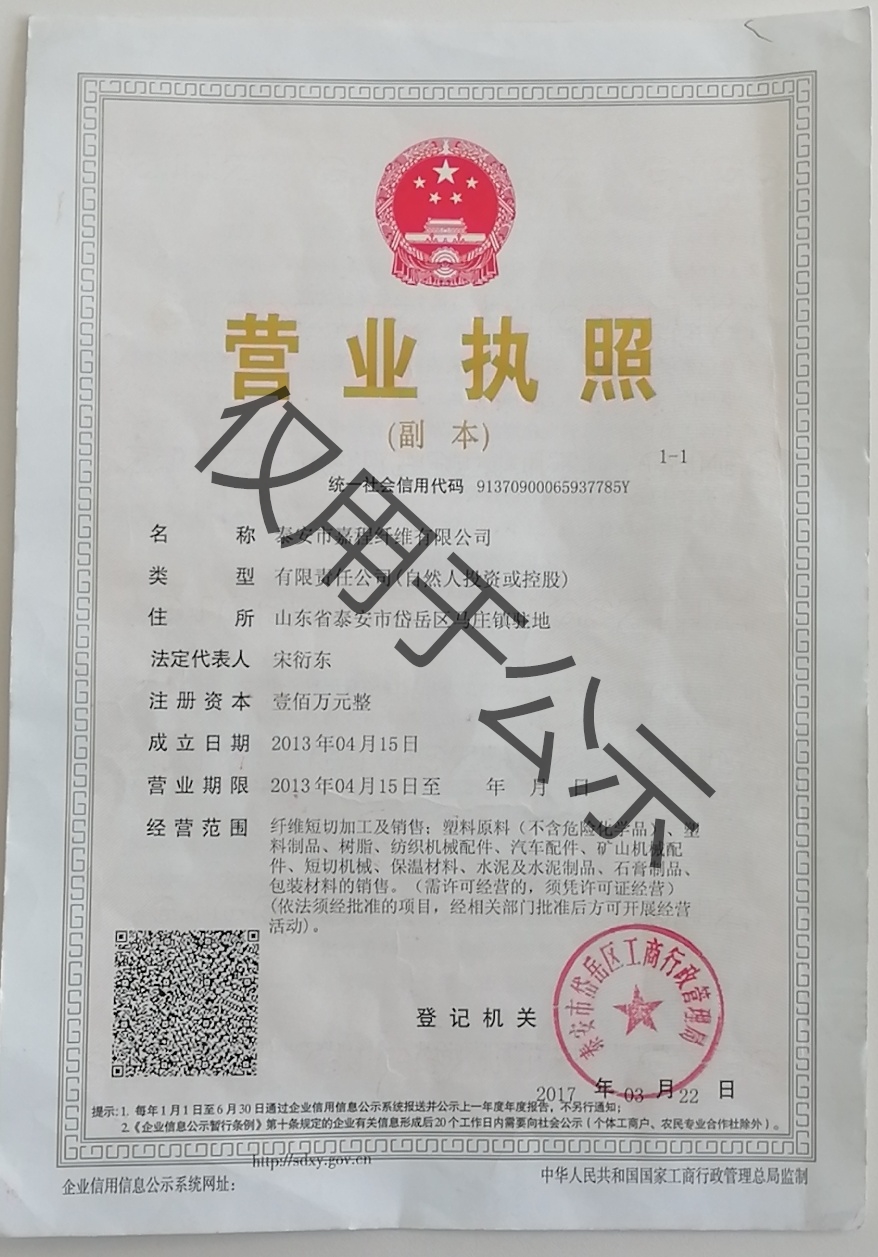 营业执照
(副 本)
1-1
统一社会信用代码 91370900065937785Y
名 称 泰安市嘉程纤维有限公司
类 型 有限责任公司(自然人投资或控股)
住 所 山东省泰安市岱岳区马庄镇驻地
法定代表人 宋衍东
注册资本 壹佰万元整
成立日期 2013年04月15日
营业期限 2013年04月15日至 年 月 日
经营范围 纤维短切加工及销售；塑料原料（不含危险化学品）、塑
料制品、树脂、纺织机械配件、汽车配件、矿山机械配
件、短切机械、保温材料、水泥及水泥制品、石膏制品、
包装材料的销售。（需许可经营的，须凭许可证经营）
(依法须经批准的项目，经相关部门批准后方可开展经营
活动)。
仅用于公示
泰安市岱岳区工商行政管理局
登记机关
2017 年 03 月 22 日
提示:1. 每年1月1日至6月30日通过企业信用信息公示系统报送并公示上一年度年度报告，不另行通知；
2.《企业信息公示暂行条例》第十条规定的企业有关信息形成后20个工作日内需要向社会公示（个体工商户、农民专业合作社除外）。
http://sdxy.gov.cn
企业信用信息公示系统网址：
中华人民共和国国家工商行政管理总局监制